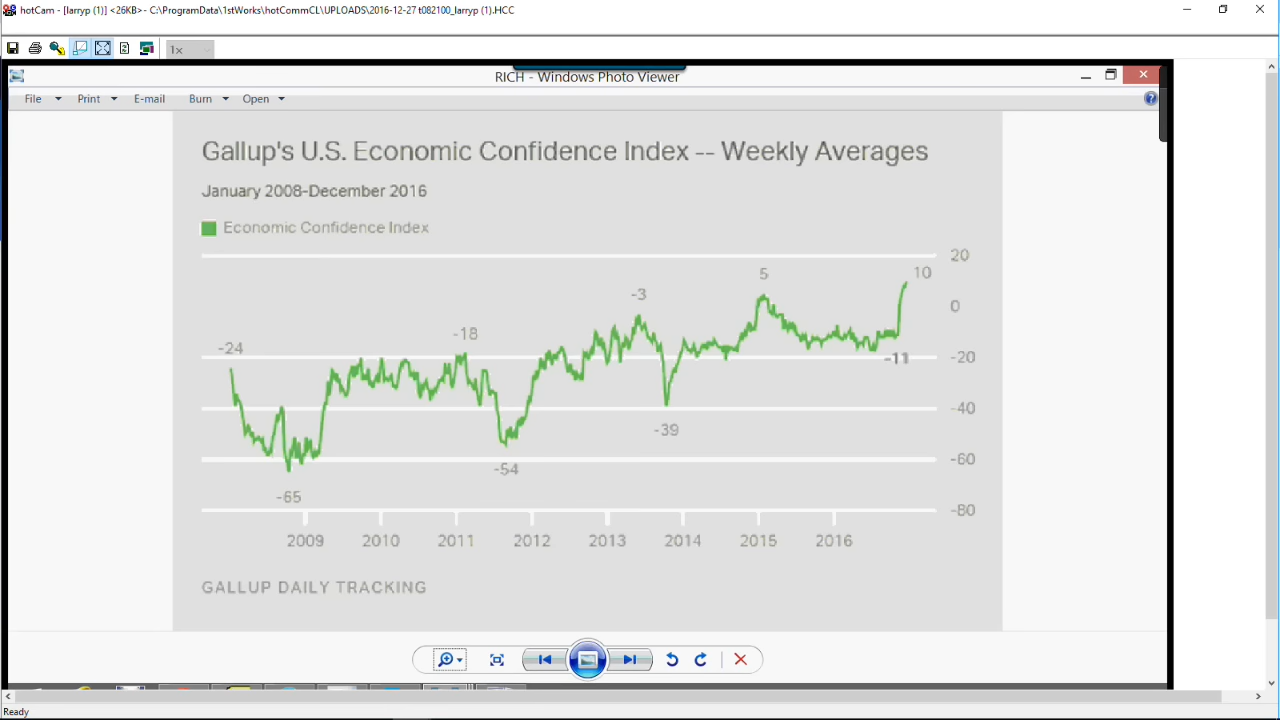 hotCam - [larryp (1)] <26KB> - C:\ProgramData\1stWorks\hotCommCL\UPLOADS\2016-12-27 t082100_larryp (1).HCC
1x
RICH - Windows Photo Viewer
File Print E-mail Burn Open
Gallup's U.S. Economic Confidence Index -- Weekly Averages
January 2008-December 2016
Economic Confidence Index
20
5
10
-3
0
-18
-24
-20
-11
-40
-39
-60
-54
-65
-80
2009 2010 2011 2012 2013 2014 2015 2016
GALLUP DAILY TRACKING
Ready